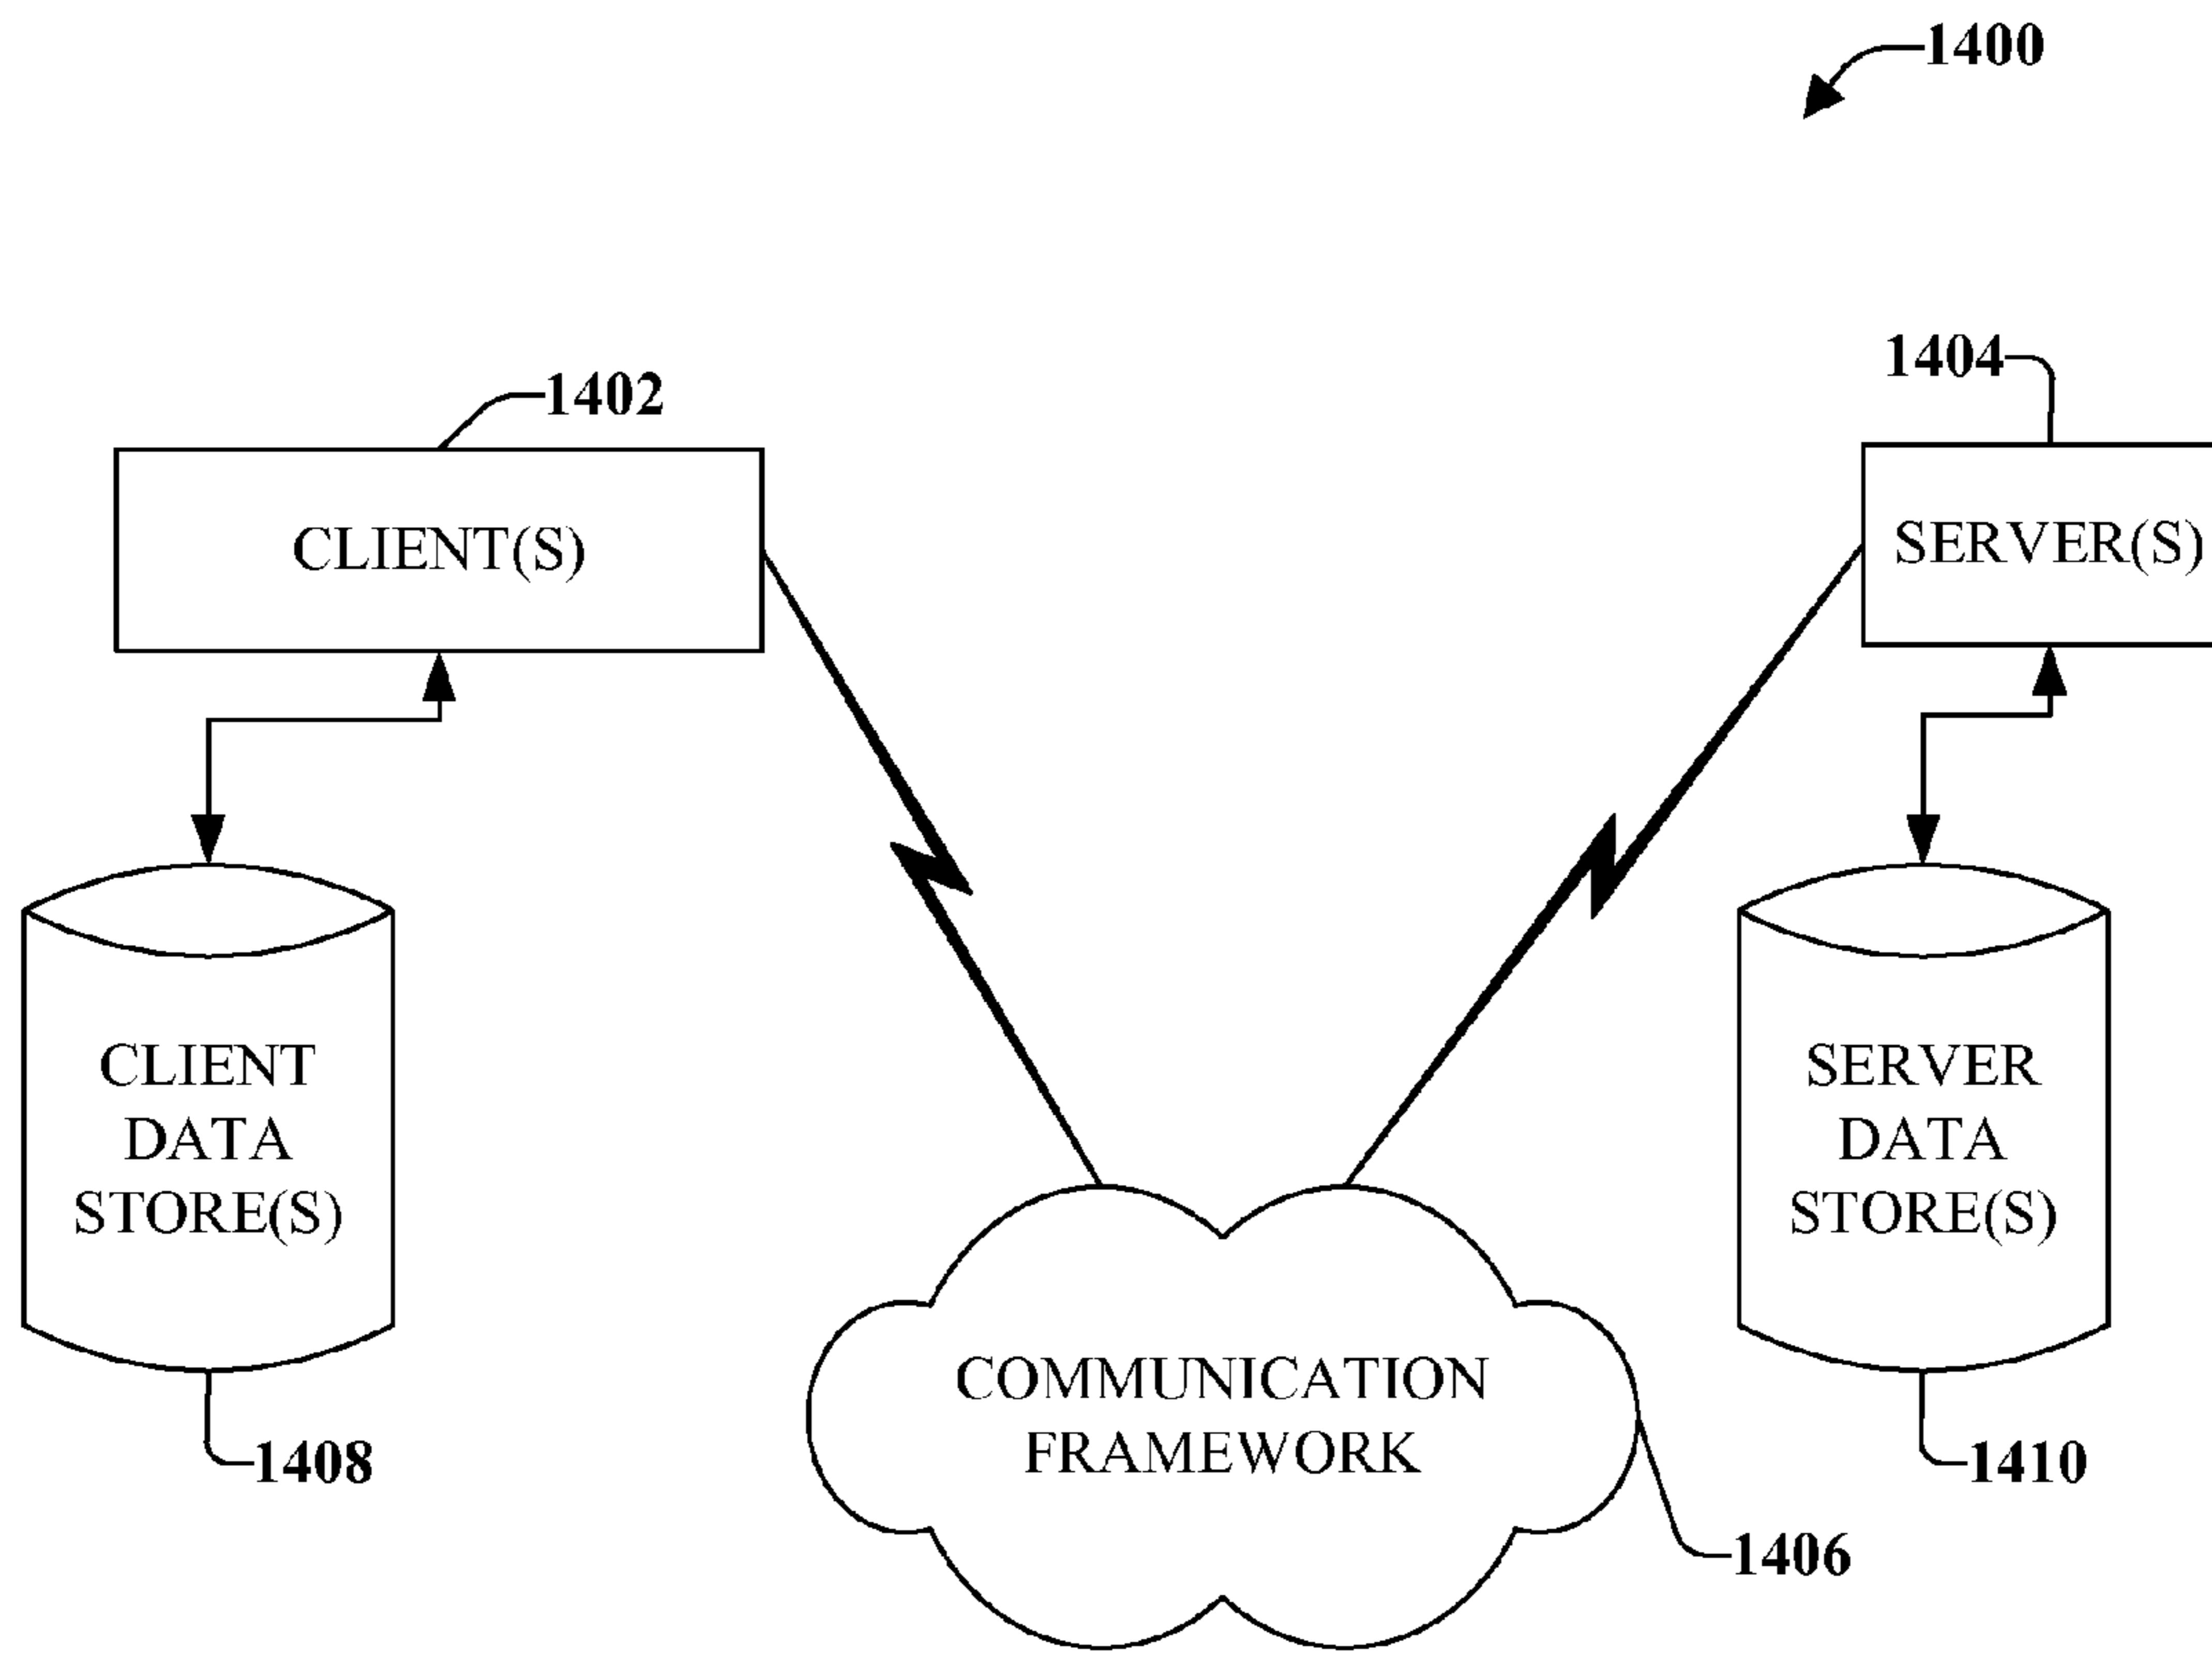 1400
1404
1402
CLIENT(S)
SERVER(S)
CLIENT
DATA
STORE(S)
SERVER
DATA
STORE(S)
COMMUNICATION
FRAMEWORK
1408
1410
1406